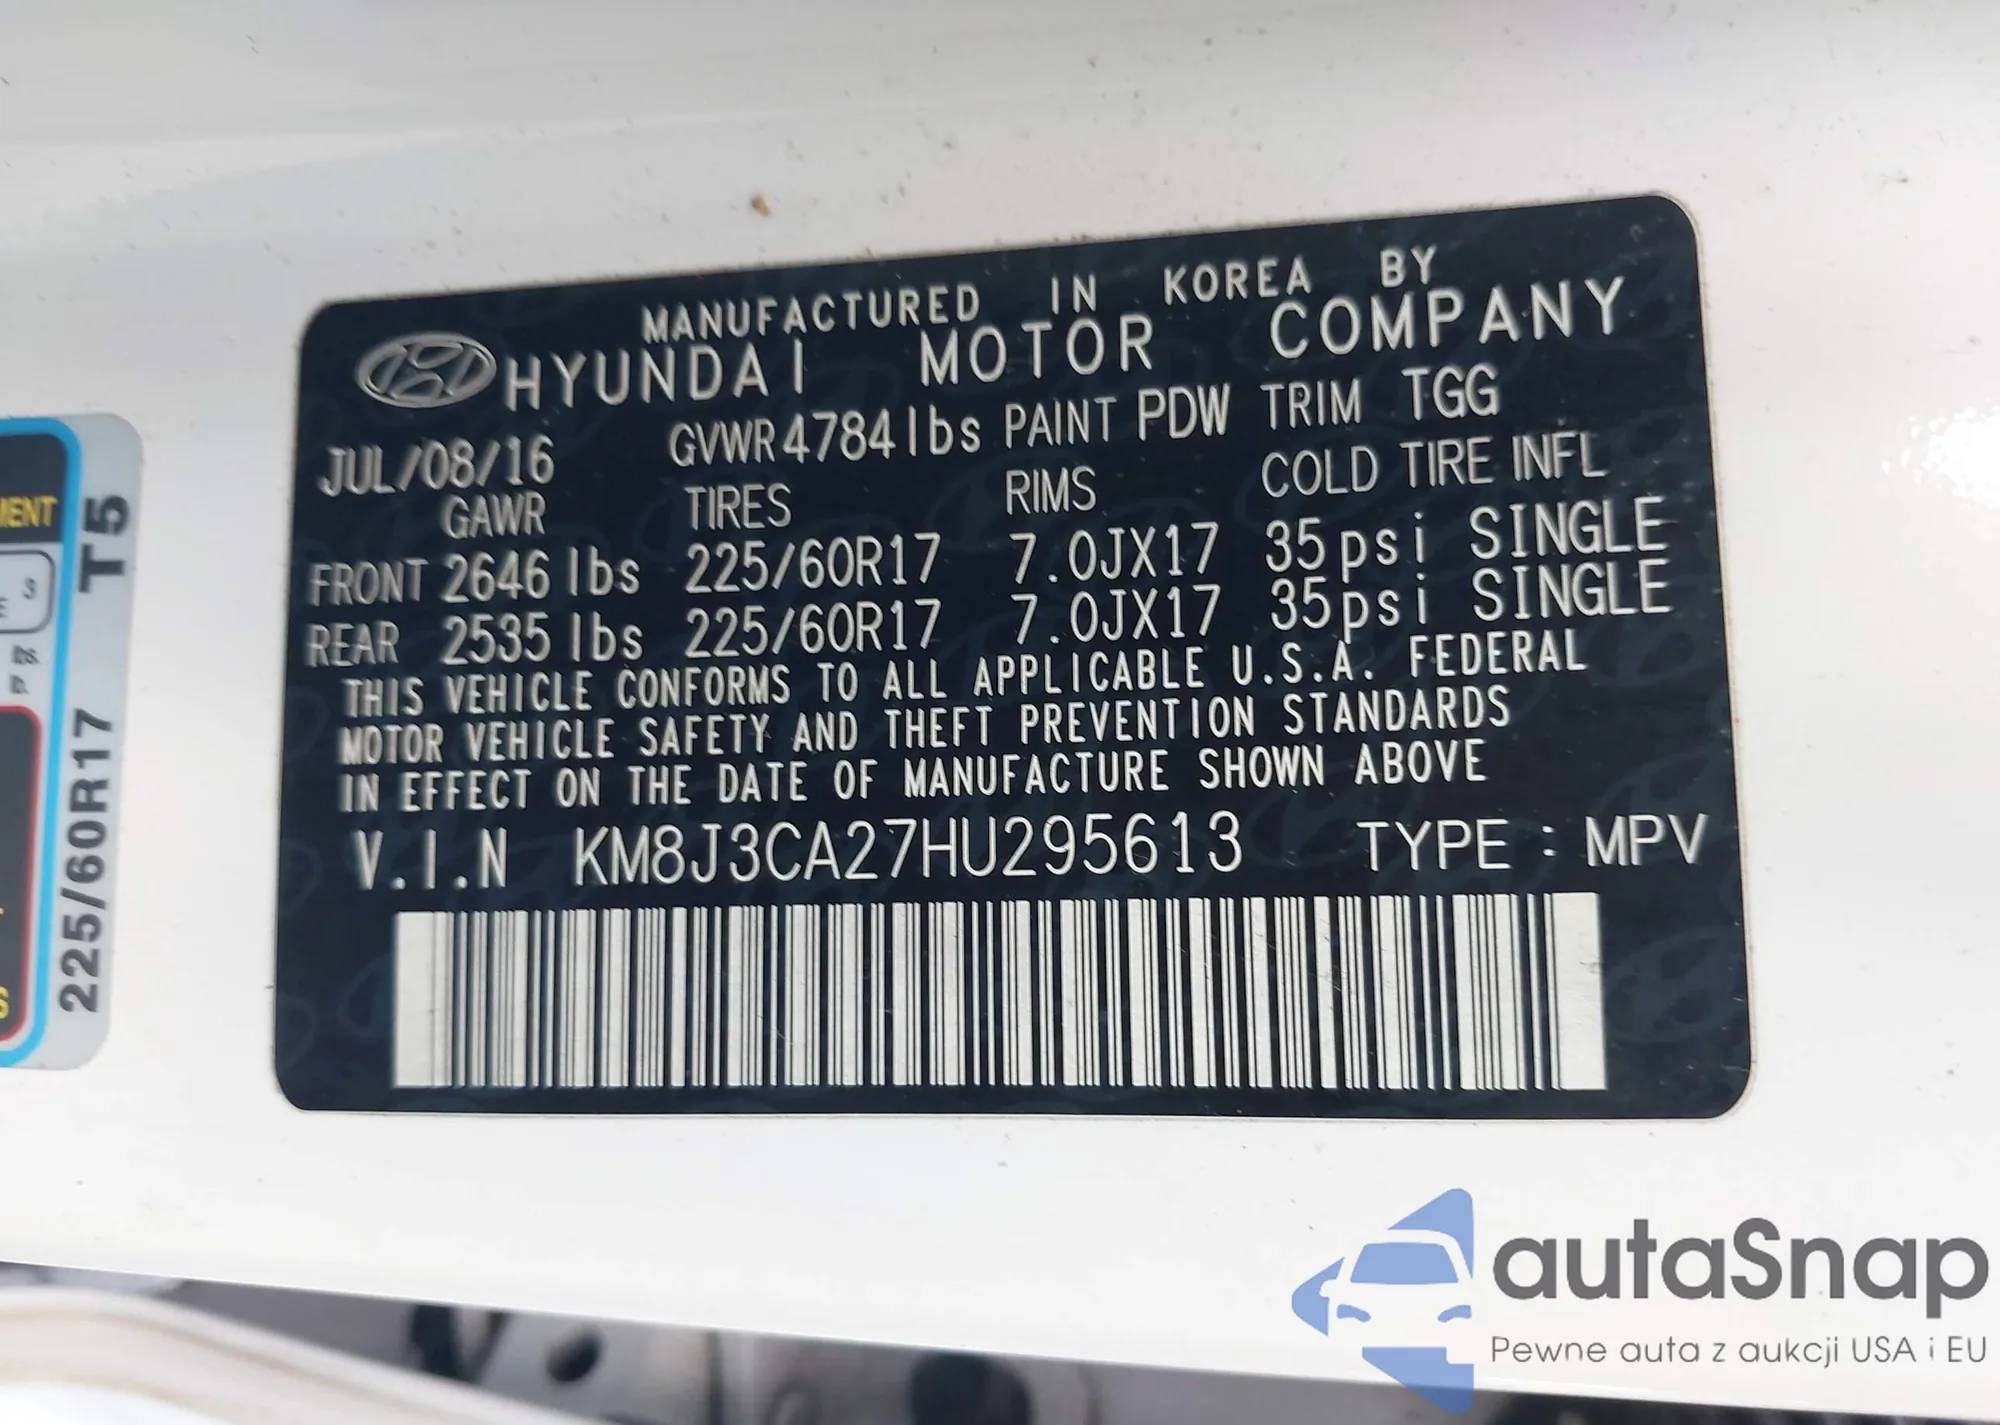 MANUFACTURED IN KOREA BY
HYUNDAI MOTOR COMPANY
JUL/08/16 GVWR 4784 lbs PAINT PDW TRIM TGG
GAWR TIRES RIMS COLD TIRE INFL
FRONT 2646 lbs 225/60R17 7.0JX17 35psi SINGLE
REAR 2535 lbs 225/60R17 7.0JX17 35psi SINGLE
THIS VEHICLE CONFORMS TO ALL APPLICABLE U.S.A. FEDERAL
MOTOR VEHICLE SAFETY AND THEFT PREVENTION STANDARDS
IN EFFECT ON THE DATE OF MANUFACTURE SHOWN ABOVE
V.I.N KM8J3CA27HU295613 TYPE : MPV
225/60R17 T5
3
lbs.
lb.
autaSnap
Pewne auta z aukcji USA i EU